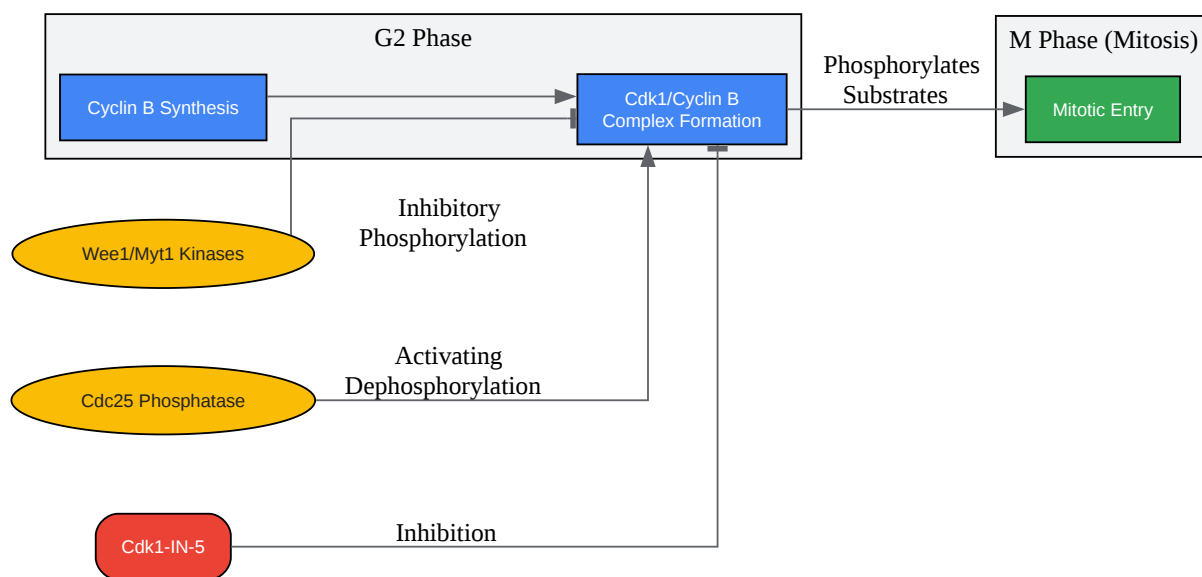 G2 Phase
M Phase (Mitosis)
Cyclin B Synthesis
Cdk1/Cyclin B
Complex Formation
Phosphorylates
Substrates
Mitotic Entry
Inhibitory
Phosphorylation
Wee1/Myt1 Kinases
Activating
Dephosphorylation
Cdc25 Phosphatase
Inhibition
Cdk1-IN-5